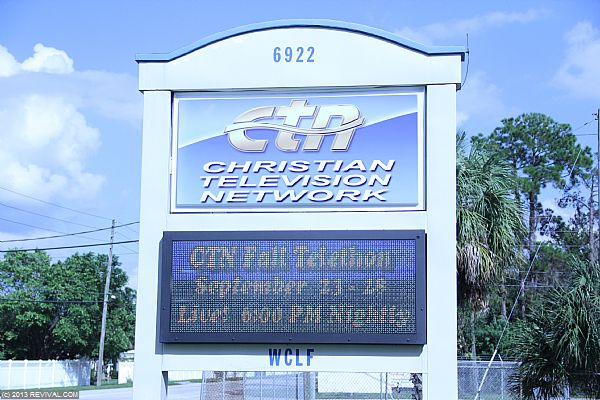 6922
ctn
CHRISTIAN
TELEVISION
NETWORK
CTN Fall Telethon
September 23 - 28
Live! 6:00 PM Nightly
WCLF
(c) 2013 REVIVAL.COM